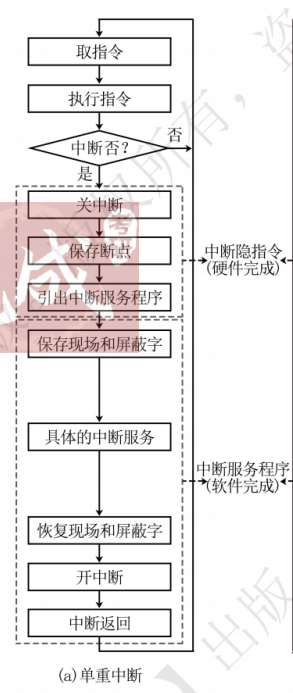 取指令
执行指令
中断否?
否
是
关中断
保存断点
中断隐指令
(硬件完成)
引出中断服务程序
保存现场和屏蔽字
具体的中断服务
中断服务程序
(软件完成)
恢复现场和屏蔽字
开中断
中断返回
(a)单重中断